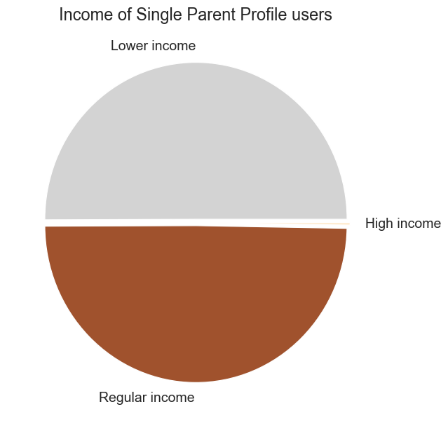 Income of Single Parent Profile users
Lower income
High income
Regular income